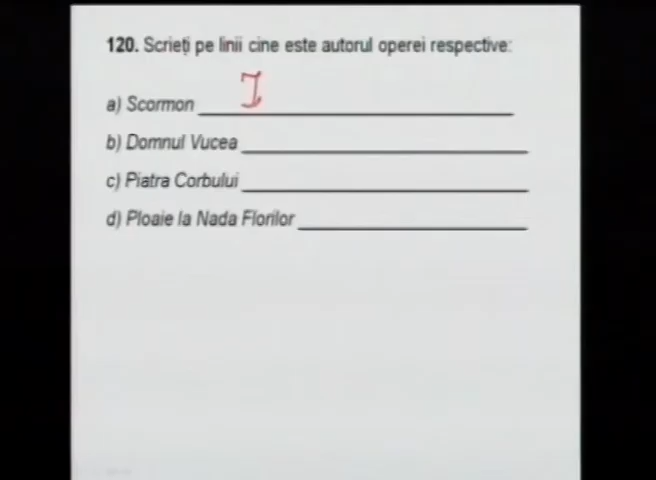 120. Scrieți pe linii cine este autorul operei respective:
a) Scormon I
b) Domnul Vucea
c) Piatra Corbului
d) Ploaie la Nada Florilor